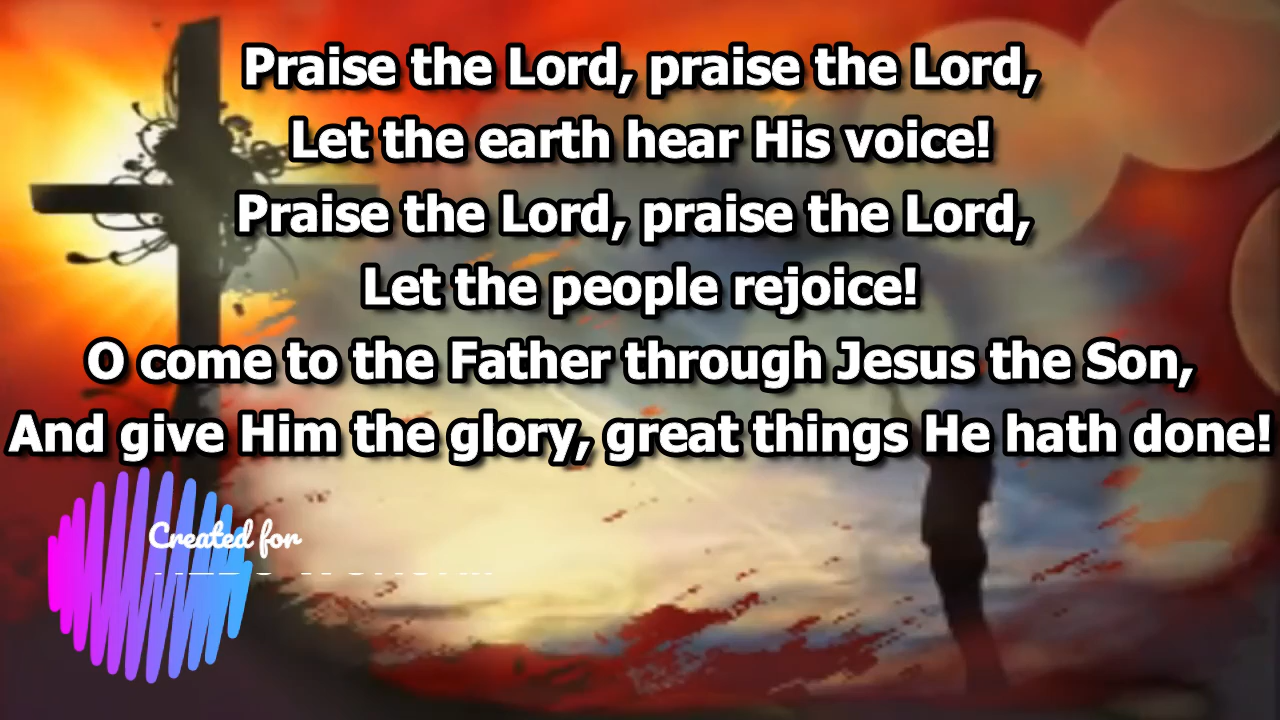 Praise the Lord, praise the Lord,
Let the earth hear His voice!
Praise the Lord, praise the Lord,
Let the people rejoice!
O come to the Father through Jesus the Son,
And give Him the glory, great things He hath done!
Created for